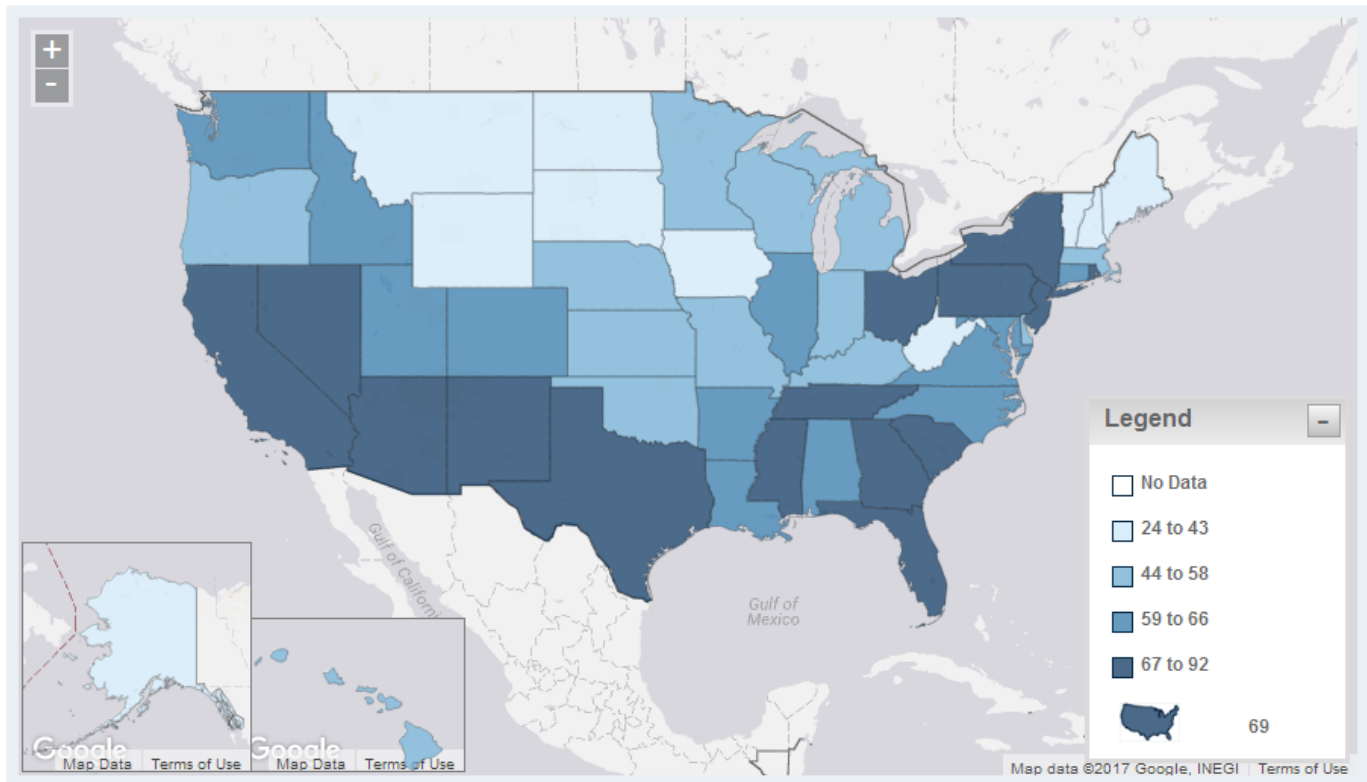 +
-
Gulf of California
Gulf of
Mexico
Legend
-
No Data
24 to 43
44 to 58
59 to 66
67 to 92
69
Google
Map Data
Terms of Use
Google
Map Data
Terms of Use
Map data ©2017 Google, INEGI
Terms of Use